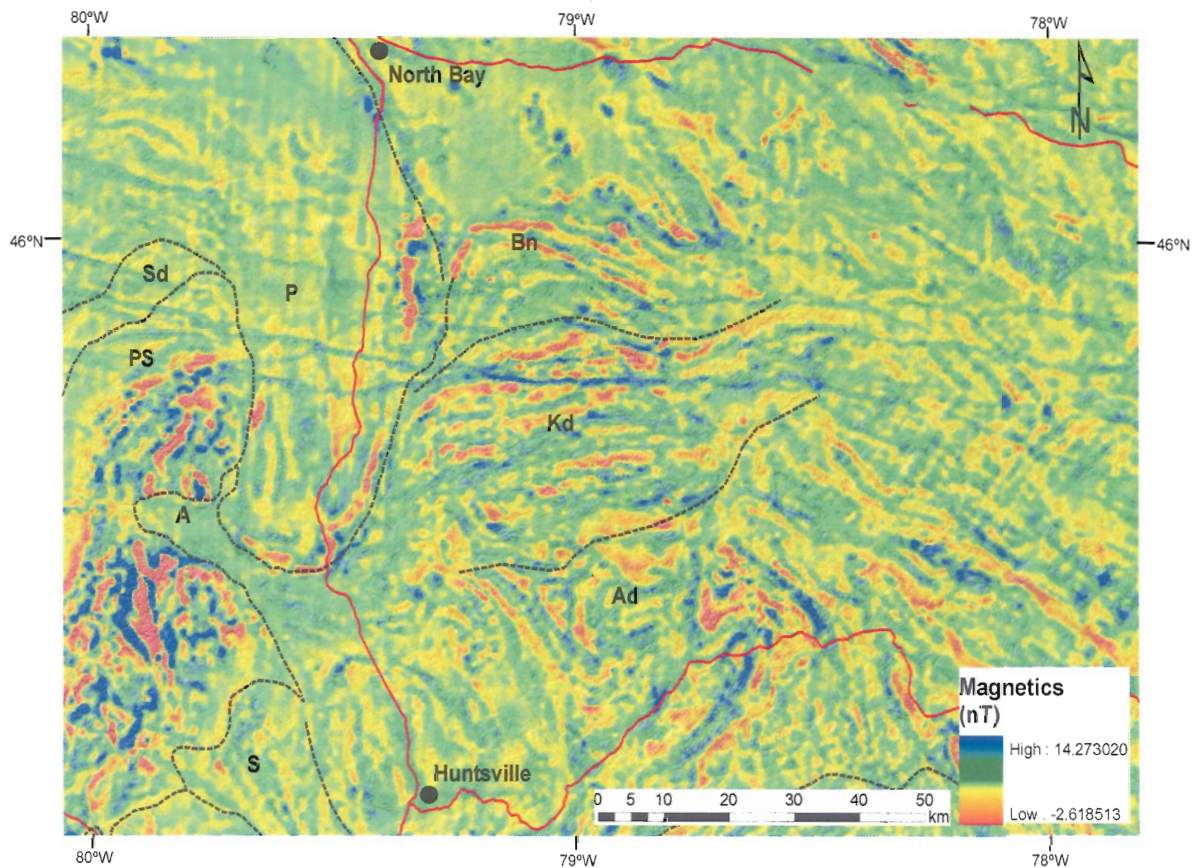 80°W 79°W 78°W
North Bay
N
46°N 46°N
Bn
Sd
P
PS
Kd
A
Ad
Magnetics
(nT)
High : 14.273020
S
Huntsville
0 5 10 20 30 40 50
km
Low . -2.618513
80°W 79°W 78°W